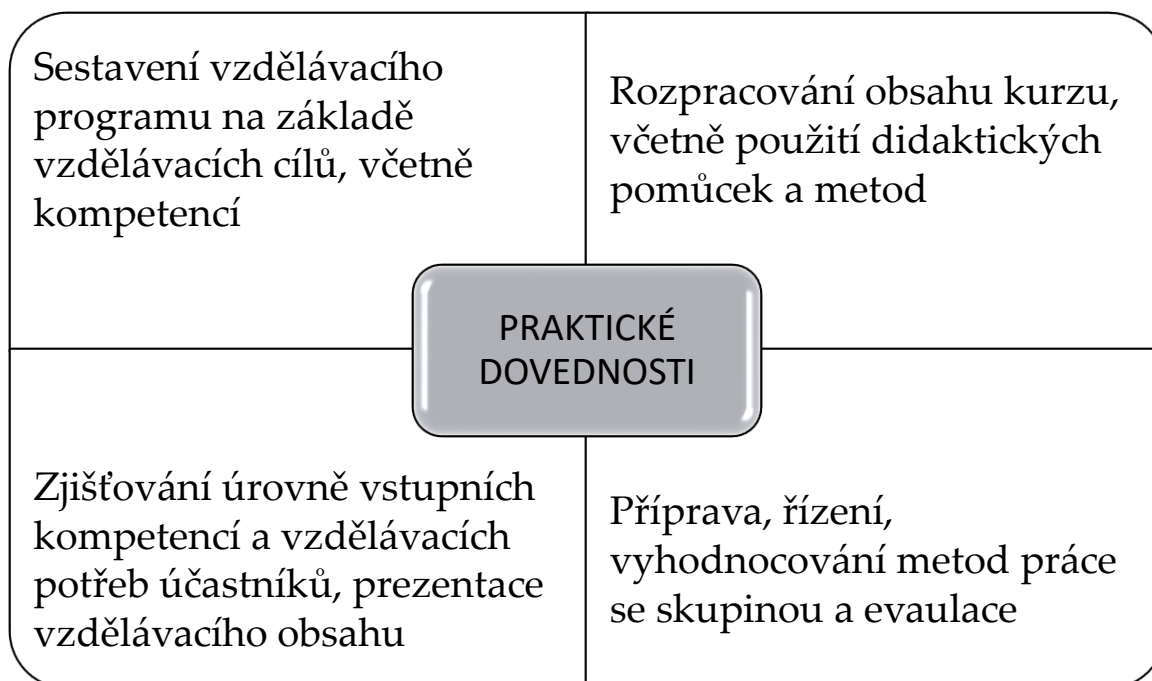 Sestavení vzdělávacího
programu na základě
vzdělávacích cílů, včetně
kompetencí
Rozpracování obsahu kurzu,
včetně použití didaktických
pomůcek a metod
PRAKTICKÉ
DOVEDNOSTI
Zjišťování úrovně vstupních
kompetencí a vzdělávacích
potřeb účastníků, prezentace
vzdělávacího obsahu
Příprava, řízení,
vyhodnocování metod práce
se skupinou a evaulace